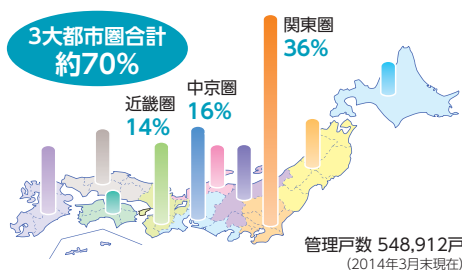 3大都市圏合計
約70%
関東圏
36%
中京圏
16%
近畿圏
14%
管理戸数 548,912戸
(2014年3月末現在)